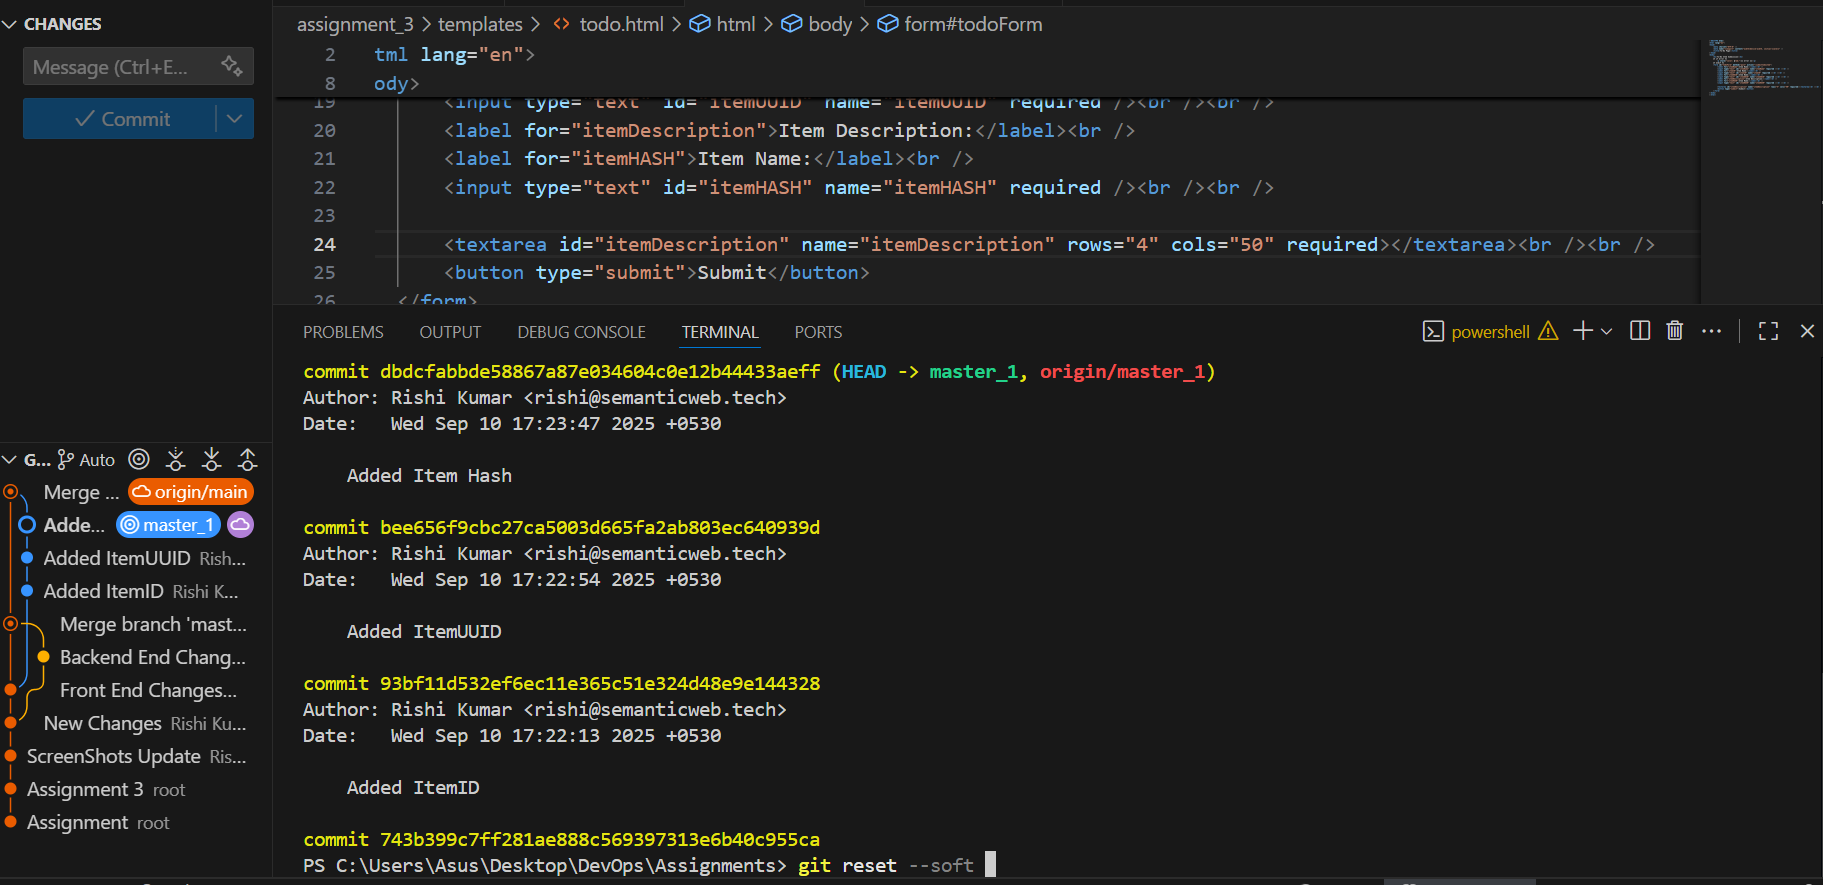 CHANGES
Message (Ctrl+E...
Commit
G... Auto
Merge ... origin/main
Adde... master_1
Added ItemUUID Rish...
Added ItemID Rishi K...
Merge branch 'mast...
Backend End Chang...
Front End Changes...
New Changes Rishi Ku...
ScreenShots Update Ris...
Assignment 3 root
Assignment root
assignment_3 > templates > <> todo.html > html > body > form#todoForm
2 tml lang="en">
8 ody>
19 <input type="text" id="itemUUID" name="itemUUID" required /><br /><br />
20 <label for="itemDescription">Item Description:</label><br />
21 <label for="itemHASH">Item Name:</label><br />
22 <input type="text" id="itemHASH" name="itemHASH" required /><br /><br />
23
24 <textarea id="itemDescription" name="itemDescription" rows="4" cols="50" required></textarea><br /><br />
25 <button type="submit">Submit</button>
26 </form>
PROBLEMS OUTPUT DEBUG CONSOLE TERMINAL PORTS powershell
commit dbdcfabbde58867a87e034604c0e12b44433aeff (HEAD -> master_1, origin/master_1)
Author: Rishi Kumar <rishi@semanticweb.tech>
Date:   Wed Sep 10 17:23:47 2025 +0530
Added Item Hash
commit bee656f9cbc27ca5003d665fa2ab803ec640939d
Author: Rishi Kumar <rishi@semanticweb.tech>
Date:   Wed Sep 10 17:22:54 2025 +0530
Added ItemUUID
commit 93bf11d532ef6ec11e365c51e324d48e9e144328
Author: Rishi Kumar <rishi@semanticweb.tech>
Date:   Wed Sep 10 17:22:13 2025 +0530
Added ItemID
commit 743b399c7ff281ae888c569397313e6b40c955ca
PS C:\Users\Asus\Desktop\DevOps\Assignments> git reset --soft